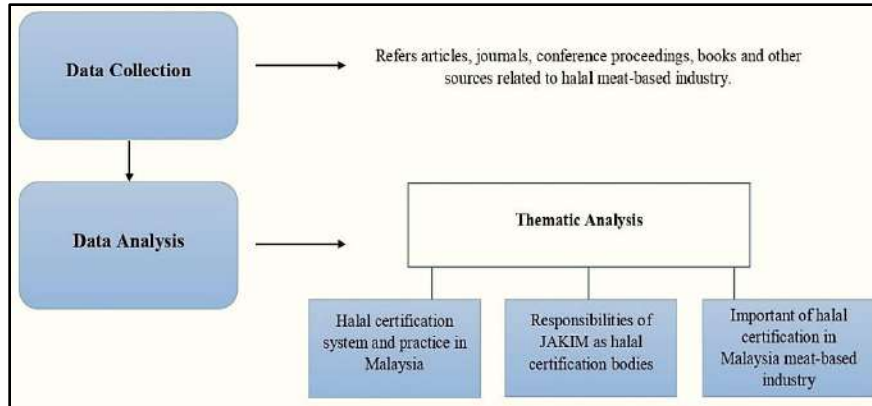 Data Collection
Refers articles, journals, conference proceedings, books and other
sources related to halal meat-based industry.
Data Analysis
Thematic Analysis
Halal certification
system and practice in
Malaysia
Responsibilities of
JAKIM as halal
certification bodies
Important of halal
certification in
Malaysia meat-based
industry